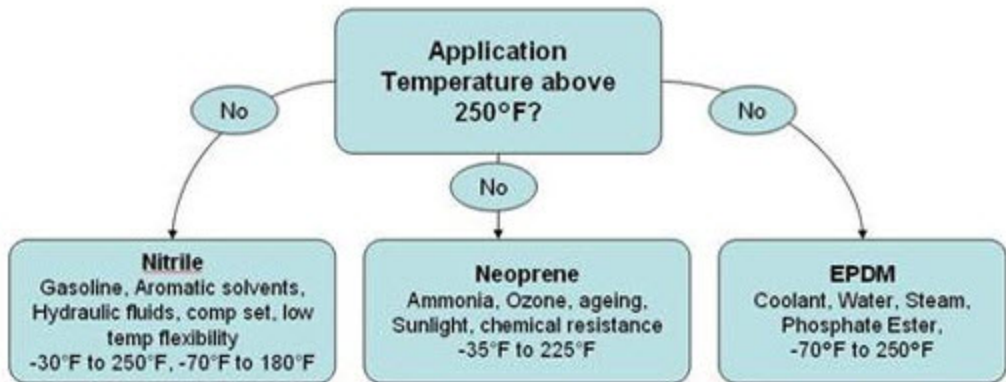 Application
Temperature above
250°F?
No
No
No
Nitrile
Gasoline, Aromatic solvents,
Hydraulic fluids, comp set, low
temp flexibility
-30°F to 250°F, -70°F to 180°F
Neoprene
Ammonia, Ozone, ageing,
Sunlight, chemical resistance
-35°F to 225°F
EPDM
Coolant, Water, Steam,
Phosphate Ester,
-70°F to 250°F